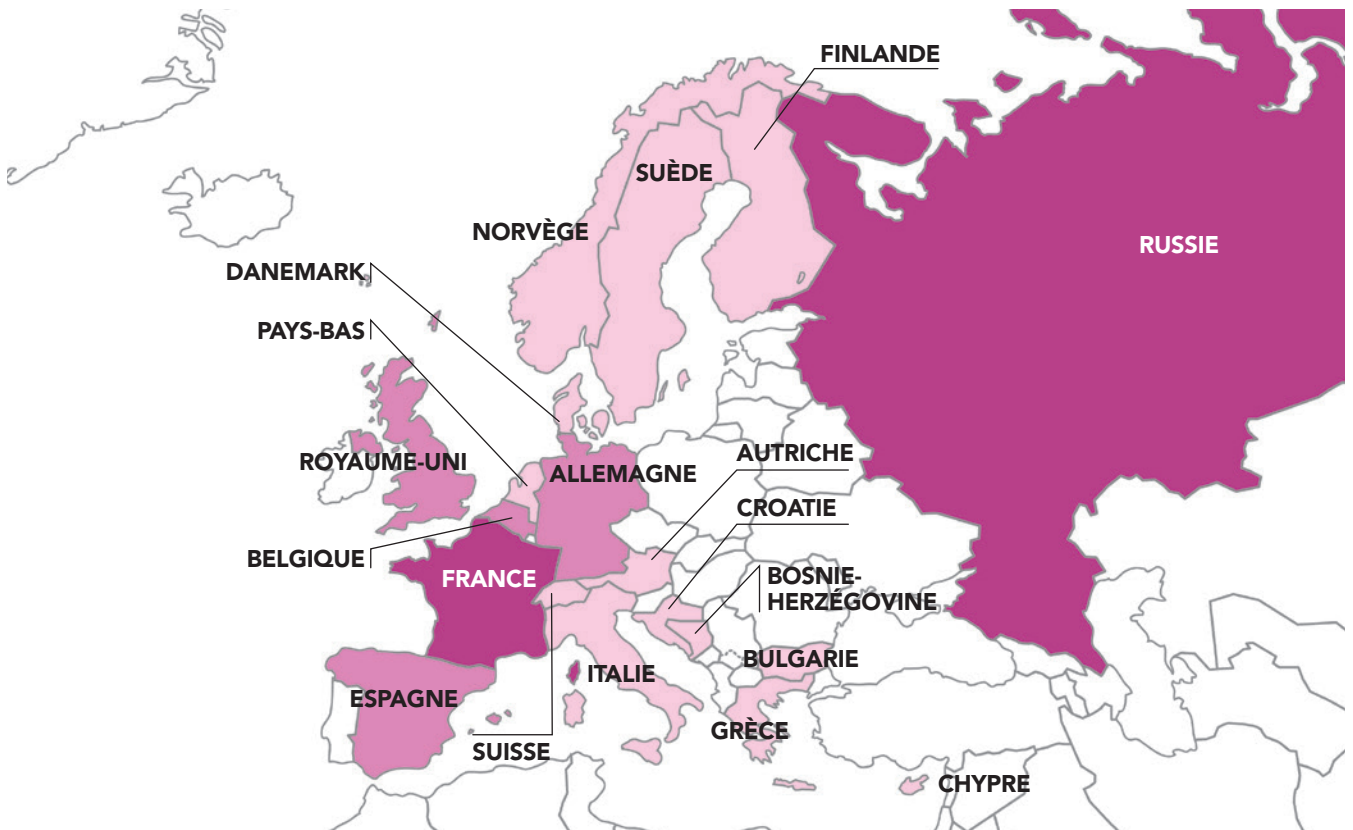 FINLANDE
SUÈDE
NORVÈGE
RUSSIE
DANEMARK
PAYS-BAS
AUTRICHE
ROYAUME-UNI
ALLEMAGNE
CROATIE
BELGIQUE
FRANCE
BOSNIE-
HERZÉGOVINE
BULGARIE
ITALIE
ESPAGNE
GRÈCE
SUISSE
CHYPRE